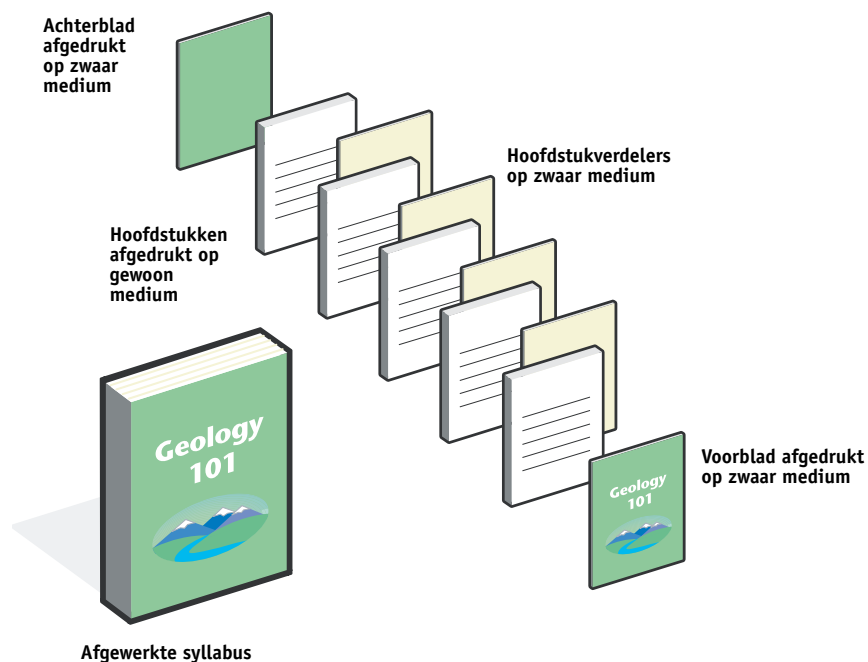 Achterblad
afgedrukt
op zwaar
medium
Hoofdstukverdelers
op zwaar medium
Hoofdstukken
afgedrukt op
gewoon
medium
Geology
101
Voorblad afgedrukt
op zwaar medium
Geology
101
Afgewerkte syllabus